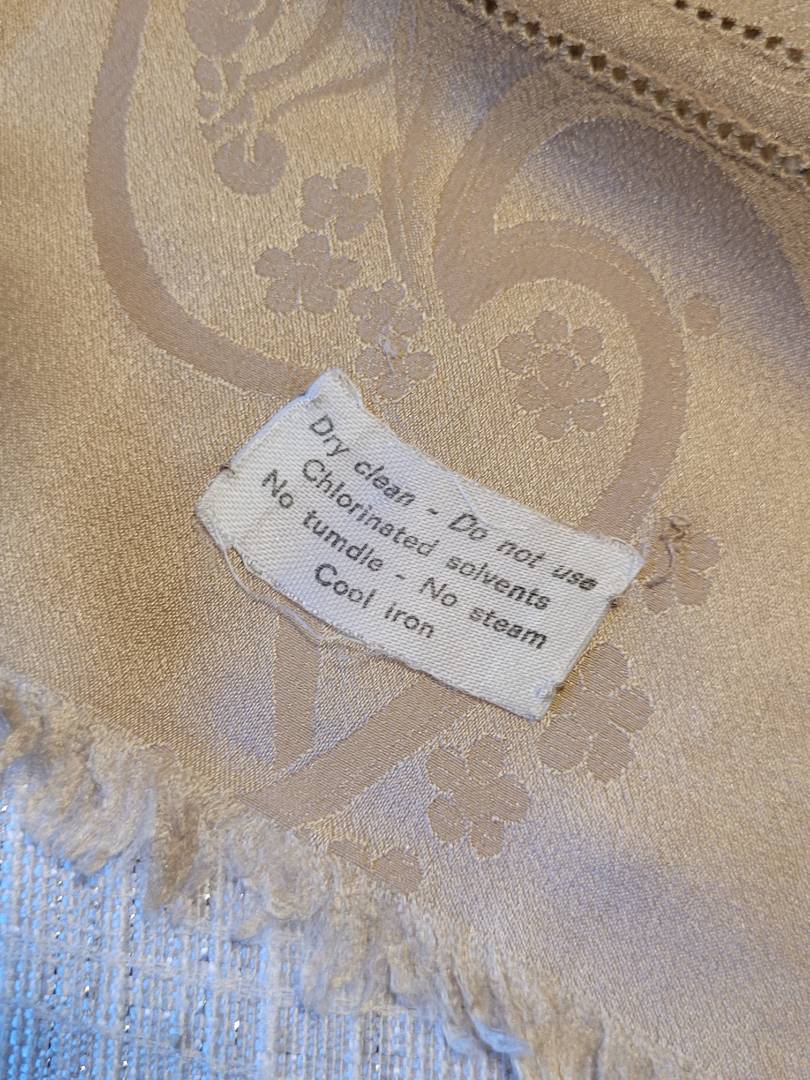 Dry clean - Do not use
Chlorinated solvents
No tumdle - No steam
Cool iron